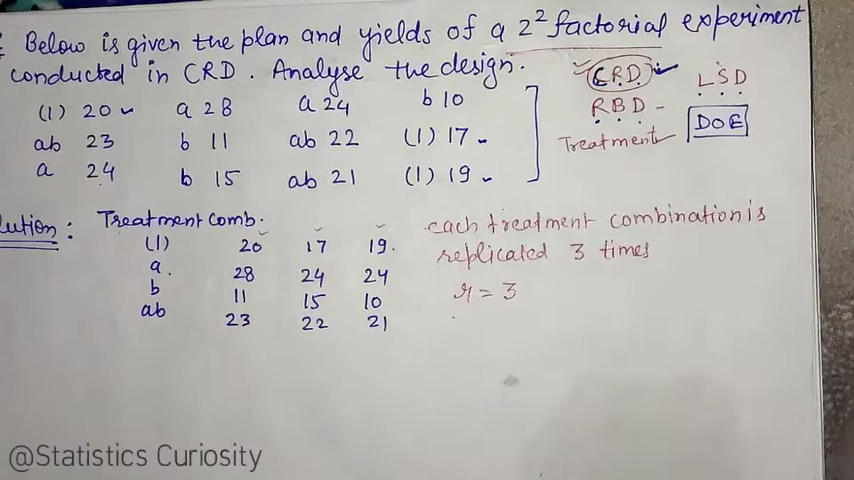 Below is given the plan and yields of a 2² factorial experiment
conducted in CRD. Analyse the design.
CRD LSD
RBD
DOE
Treatment
(1) 20 a 28 a 24 b 10
ab 23 b 11 ab 22 (1) 17
a 24 b 15 ab 21 (1) 19
lution: Treatment comb.
(1) 20 17 19
a 28 24 24
b 11 15 10
ab 23 22 21
each treatment combination is
replicated 3 times
r = 3
@Statistics Curiosity